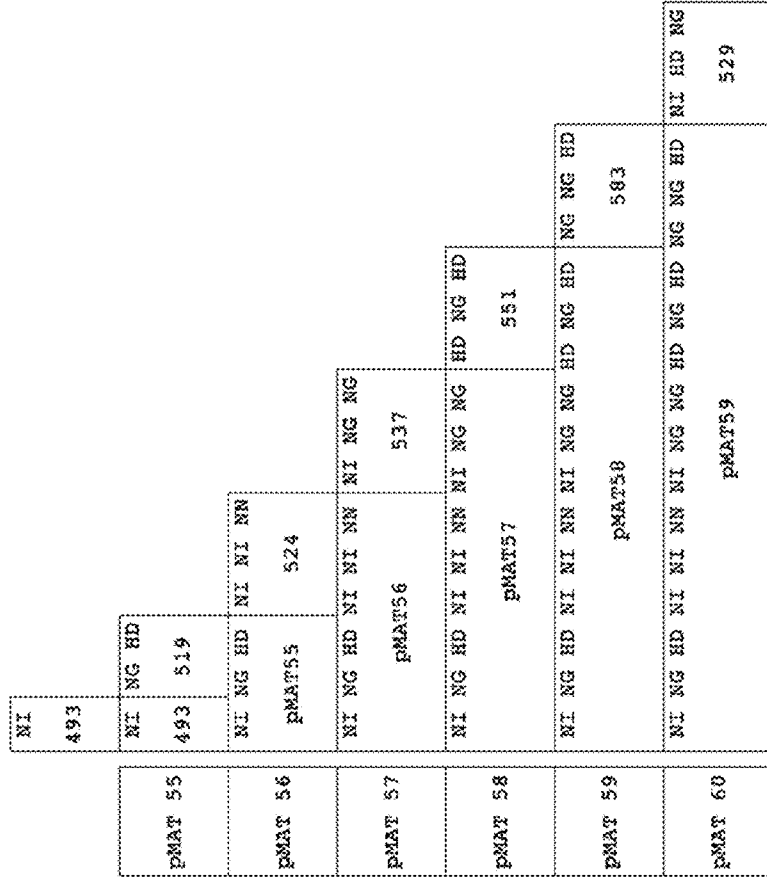 NI
493
NI NG HD
pMAT 55 493 519
NI NG HD NI NI NN
pMAT 56 pMAT55 524
NI NG HD NI NI NN NI NG NG
pMAT 57 pMAT56 537
NI NG HD NI NI NN NI NG NG HD NG HD
pMAT 58 pMAT57 551
NI NG HD NI NI NN NI NG NG HD NG HD NG NG HD
pMAT 59 pMAT58 583
NI NG HD NI NI NN NI NG NG HD NG HD NG NG HD NI HD NG
pMAT 60 pMAT59 529